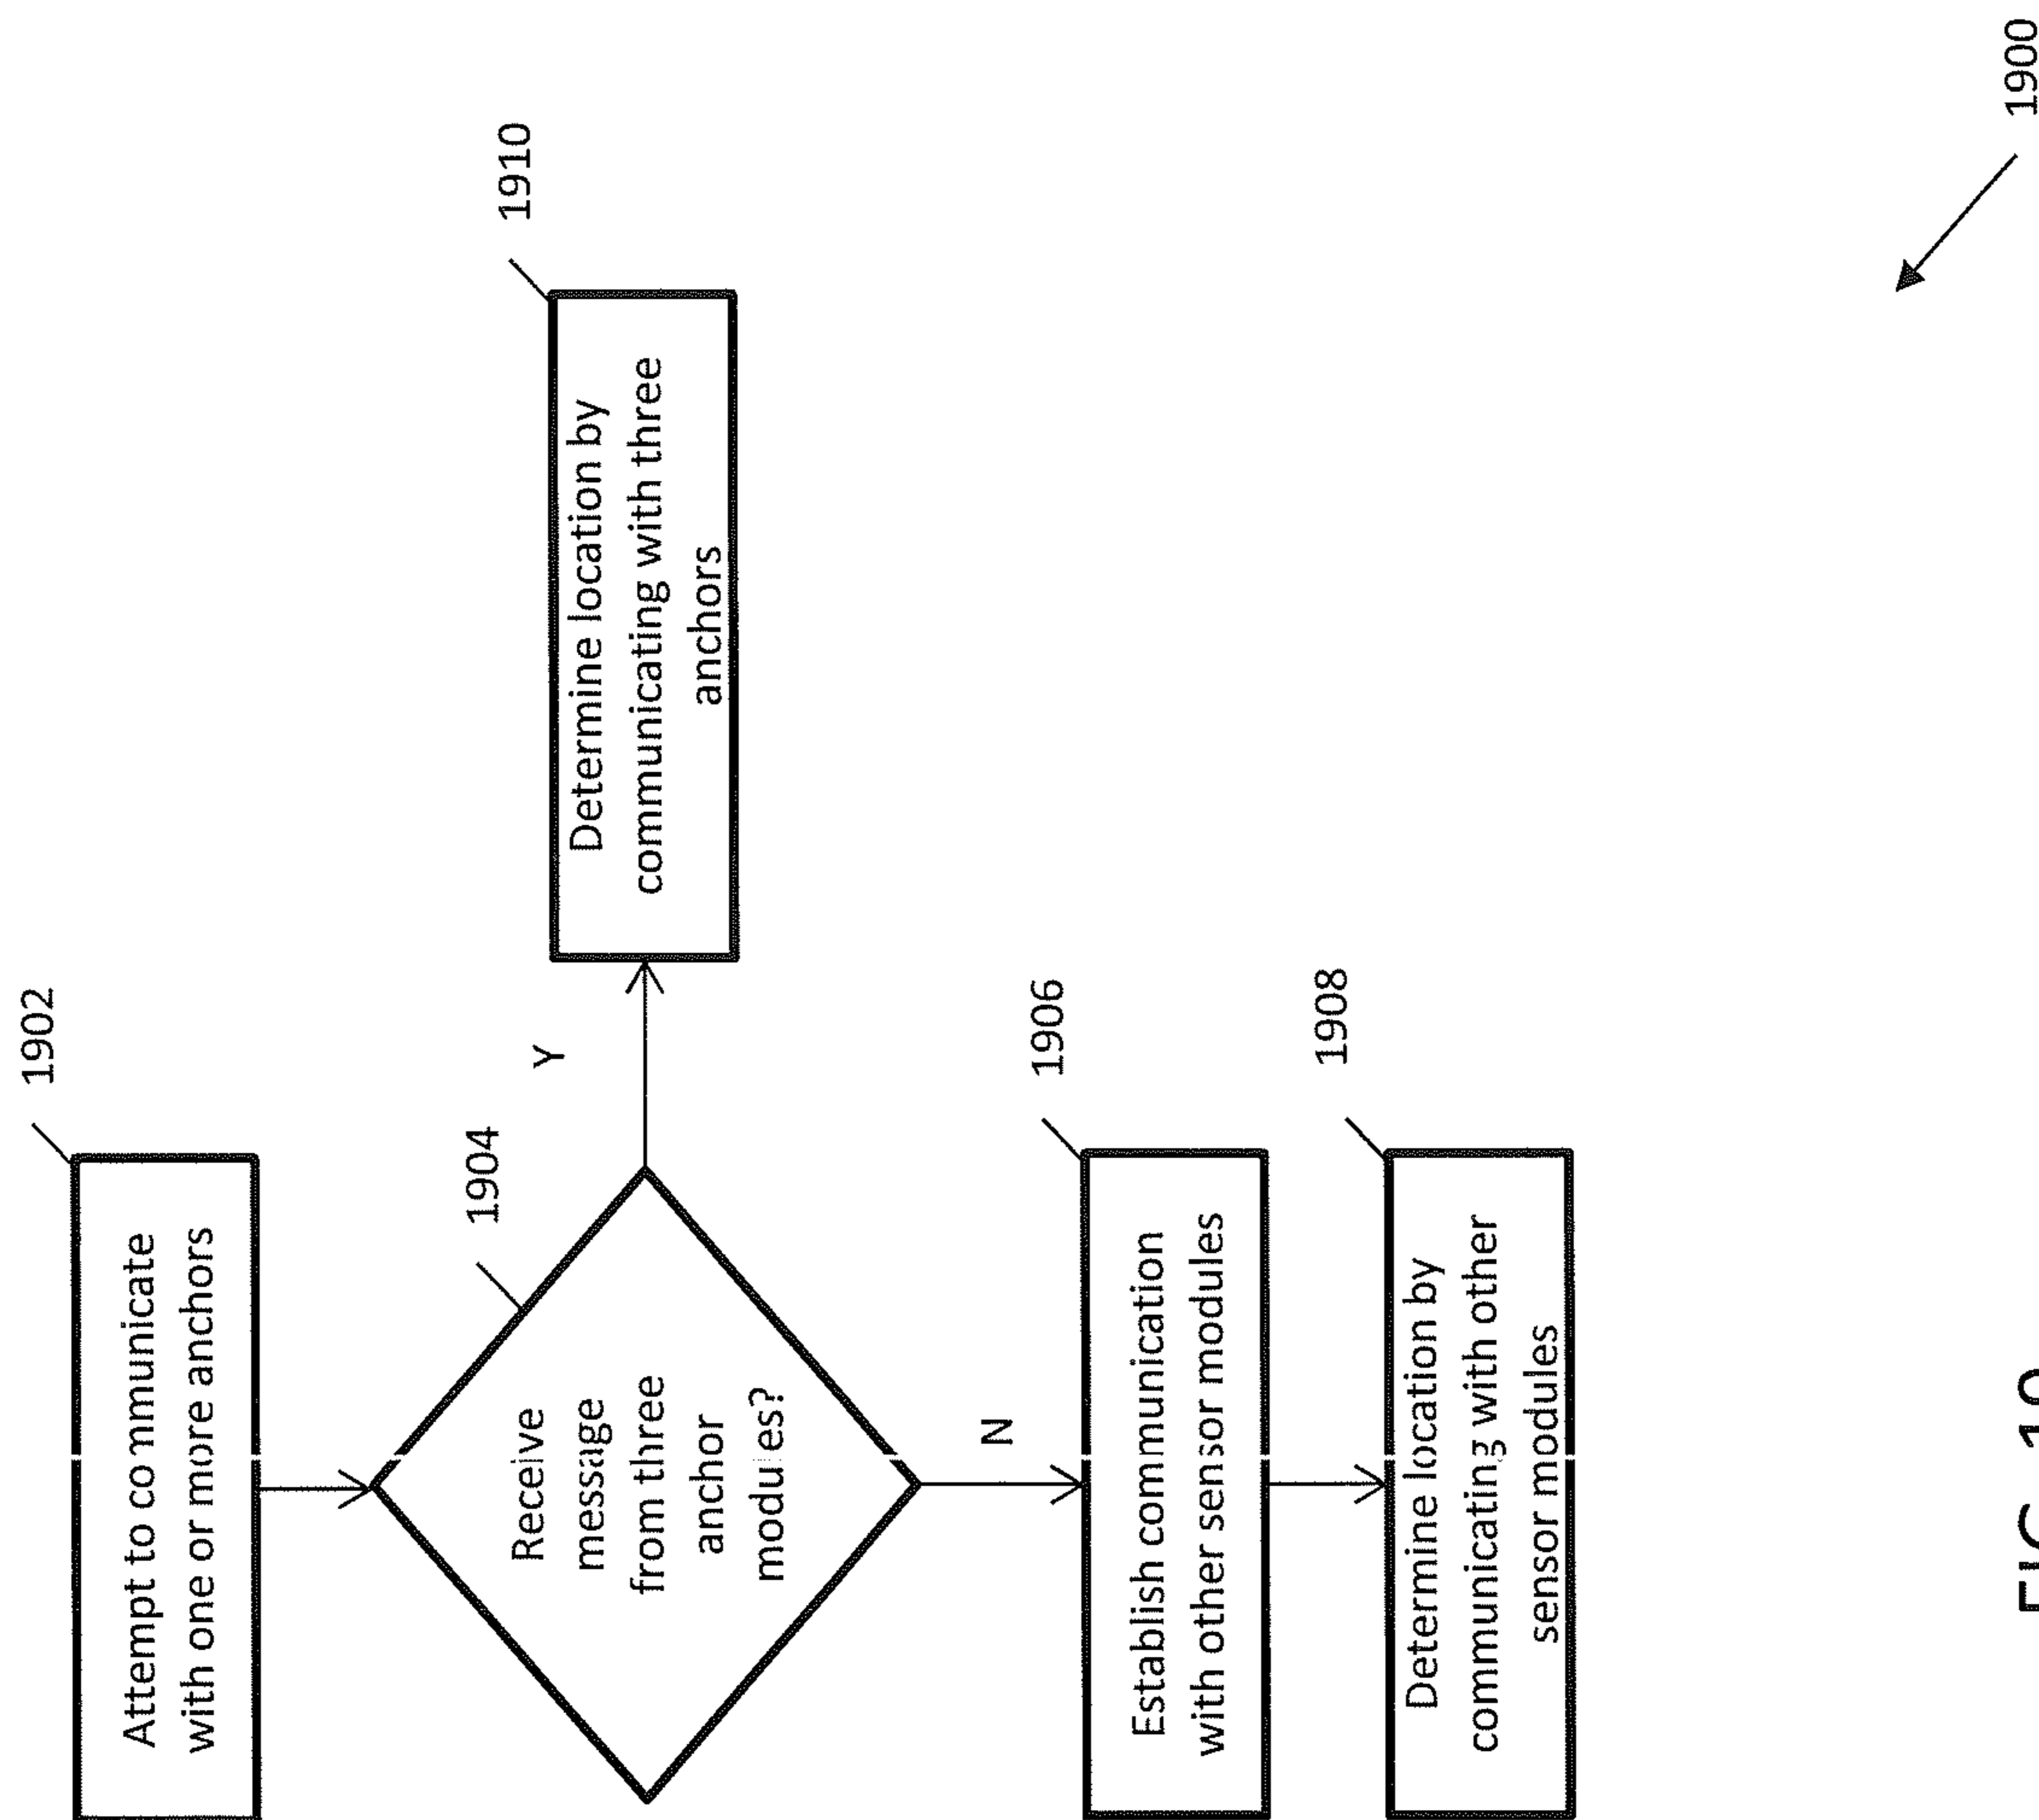 1902
Attempt to communicate
with one or more anchors
1904
Receive
message
from three
anchor
modules?
Y
1910
Determine location by
communicating with three
anchors
N
1906
Establish communication
with other sensor modules
1908
Determine location by
communicating with other
sensor modules
1900
FIG. 19